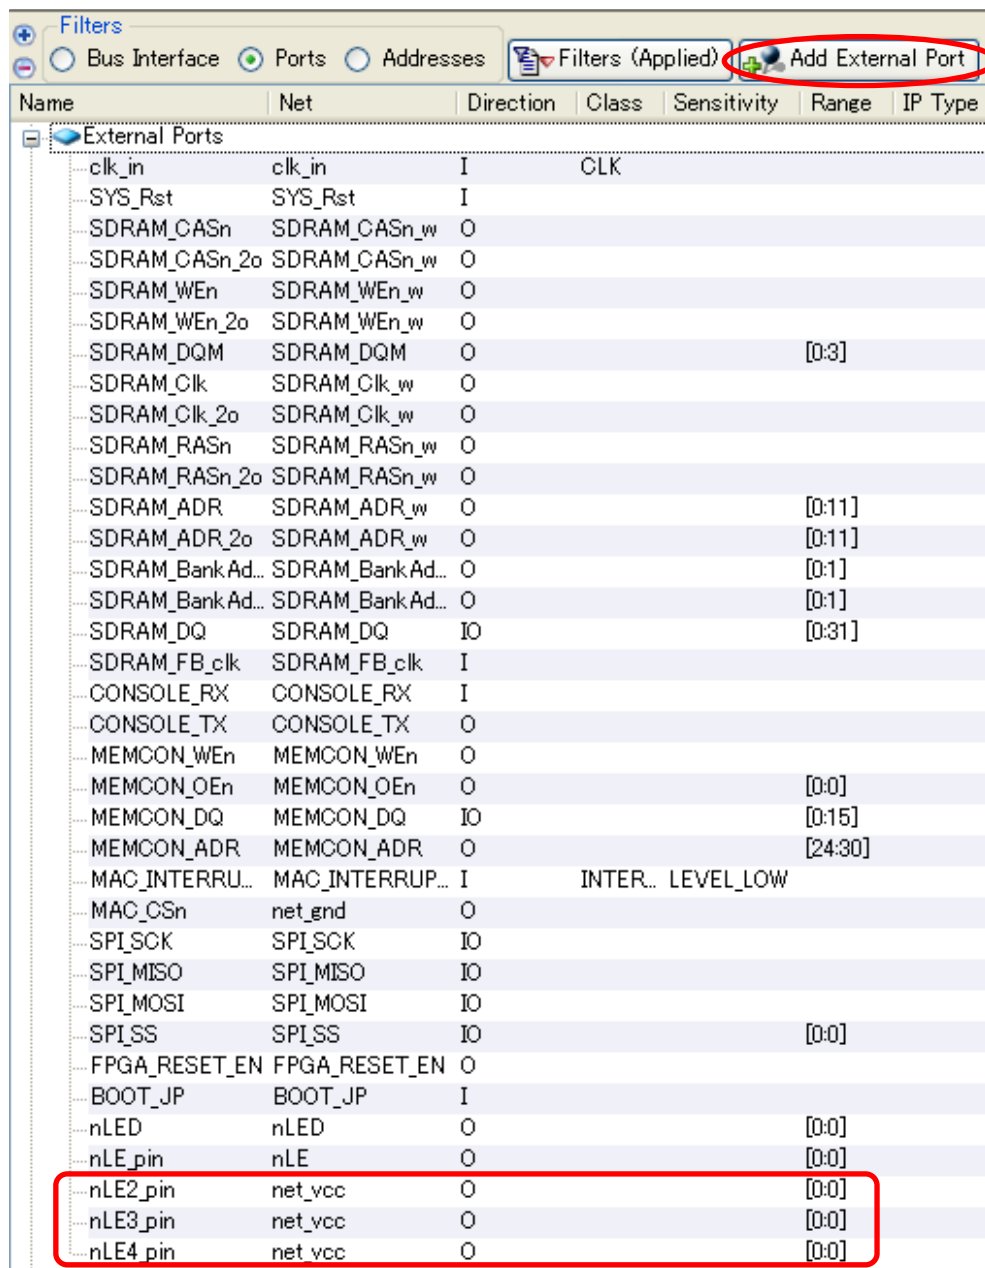 Filters
Bus Interface Ports Addresses Filters (Applied) Add External Port
Name Net Direction Class Sensitivity Range IP Type
External Ports
clk_in clk_in I CLK
SYS_Rst SYS_Rst I
SDRAM_CASn SDRAM_CASn_w O
SDRAM_CASn_2o SDRAM_CASn_w O
SDRAM_WEn SDRAM_WEn_w O
SDRAM_WEn_2o SDRAM_WEn_w O
SDRAM_DQM SDRAM_DQM O [0:3]
SDRAM_Clk SDRAM_Clk_w O
SDRAM_Clk_2o SDRAM_Clk_w O
SDRAM_RASn SDRAM_RASn_w O
SDRAM_RASn_2o SDRAM_RASn_w O
SDRAM_ADR SDRAM_ADR_w O [0:11]
SDRAM_ADR_2o SDRAM_ADR_w O [0:11]
SDRAM_BankAd... SDRAM_BankAd... O [0:1]
SDRAM_BankAd... SDRAM_BankAd... O [0:1]
SDRAM_DQ SDRAM_DQ IO [0:31]
SDRAM_FB_clk SDRAM_FB_clk I
CONSOLE_RX CONSOLE_RX I
CONSOLE_TX CONSOLE_TX O
MEMCON_WEn MEMCON_WEn O
MEMCON_OEn MEMCON_OEn O [0:0]
MEMCON_DQ MEMCON_DQ IO [0:15]
MEMCON_ADR MEMCON_ADR O [24:30]
MAC_INTERRU... MAC_INTERRUP... I INTER... LEVEL_LOW
MAC_CSn net_gnd O
SPI_SCK SPI_SCK IO
SPI_MISO SPI_MISO IO
SPI_MOSI SPI_MOSI IO
SPI_SS SPI_SS IO [0:0]
FPGA_RESET_EN FPGA_RESET_EN O
BOOT_JP BOOT_JP I
nLED nLED O [0:0]
nLE_pin nLE O [0:0]
nLE2_pin net_vcc O [0:0]
nLE3_pin net_vcc O [0:0]
nLE4_pin net_vcc O [0:0]